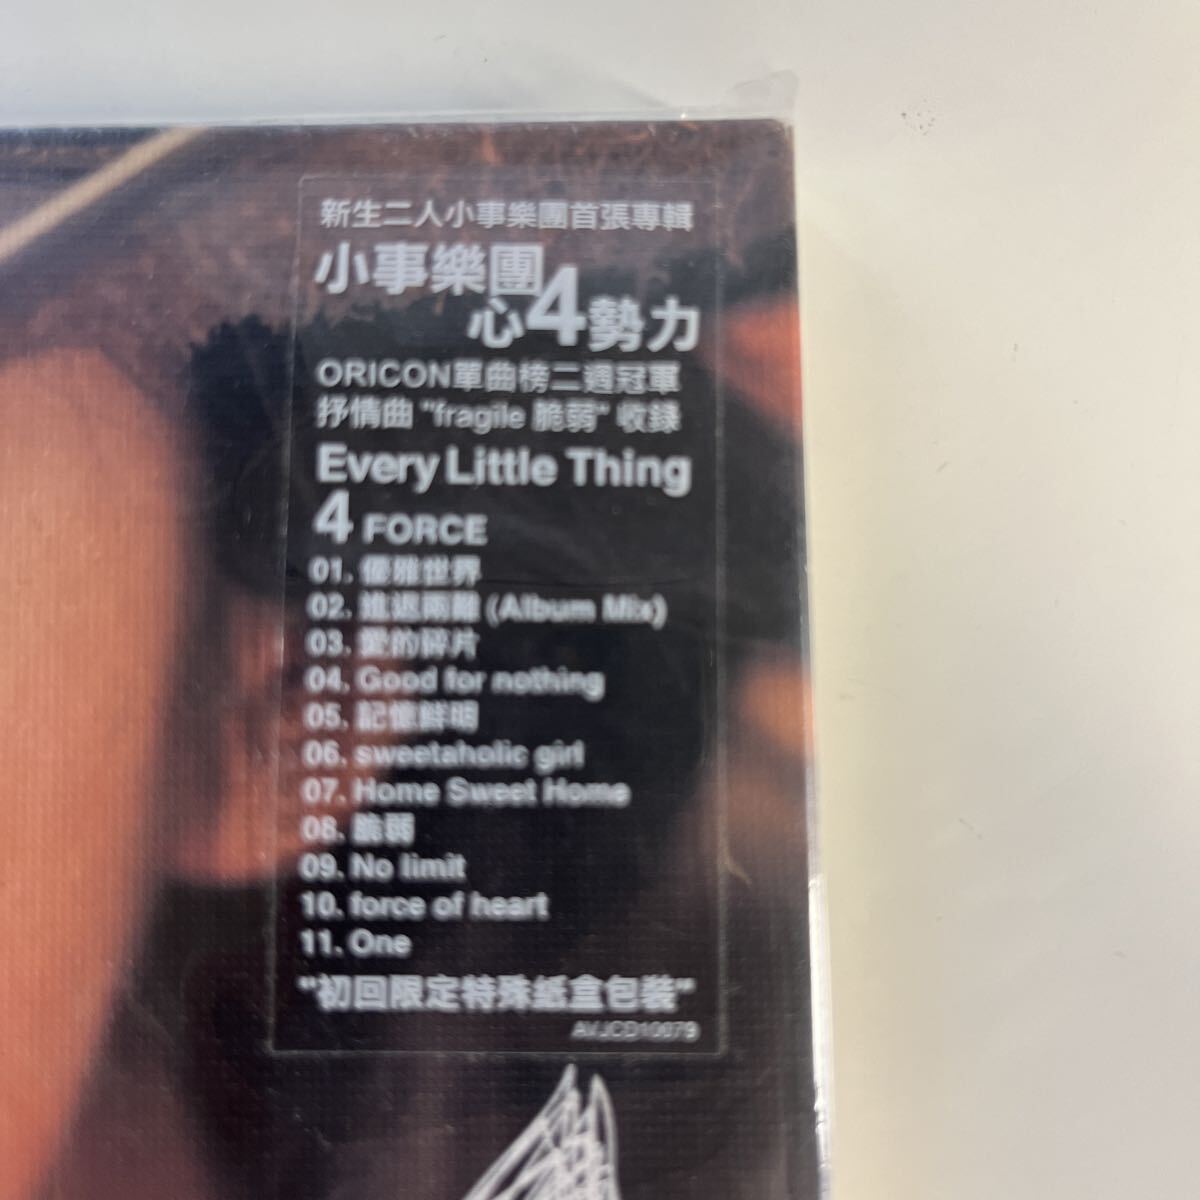 新生二人小事樂團首張專輯
小事樂團
心4勢力
ORICON單曲榜二週冠軍
抒情曲 "fragile 脆弱" 收錄
Every Little Thing
4 FORCE
01. 優雅世界
02. 進退兩難 (Album Mix)
03. 愛的碎片
04. Good for nothing
05. 記憶鮮明
06. sweetaholic girl
07. Home Sweet Home
08. 脆弱
09. No limit
10. force of heart
11. One
"初回限定特殊紙盒包裝"
AVJCD10079